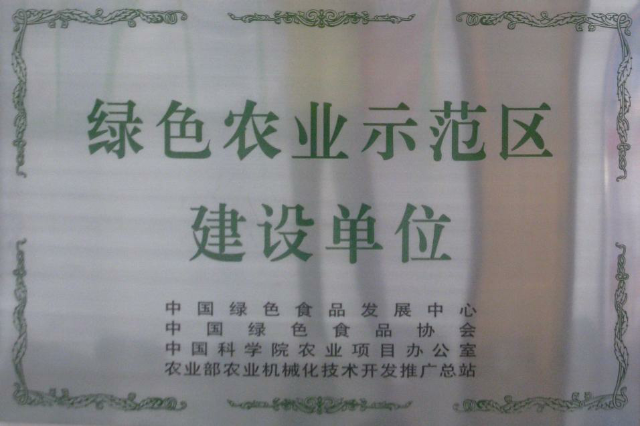 绿色农业示范区
建设单位
中国绿色食品发展中心
中国绿色食品协会
中国科学院农业项目办公室
农业部农业机械化技术开发推广总站